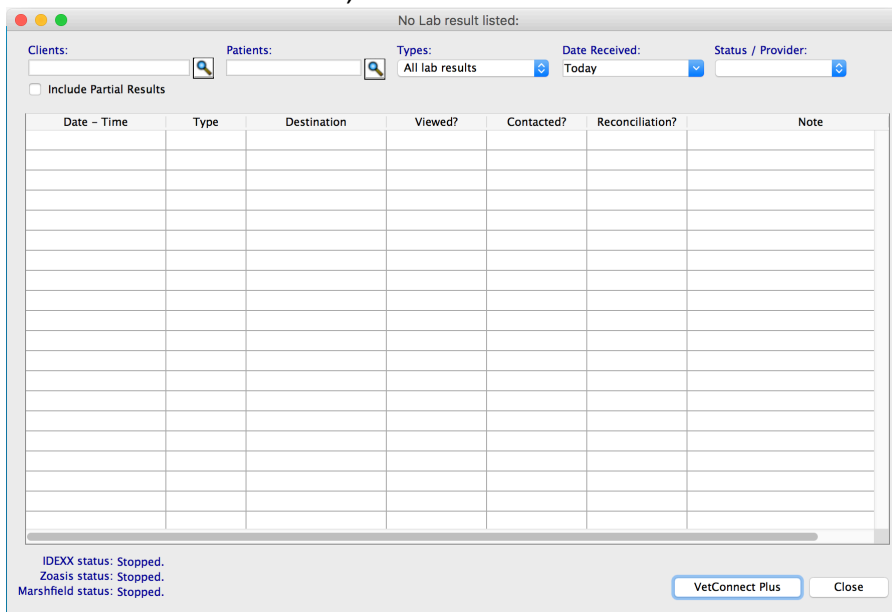 No Lab result listed:
Clients: Patients: Types: Date Received: Status / Provider:
All lab results Today
Include Partial Results
Date - Time Type Destination Viewed? Contacted? Reconciliation? Note
IDEXX status: Stopped.
Zoasis status: Stopped.
Marshfield status: Stopped.
VetConnect Plus Close